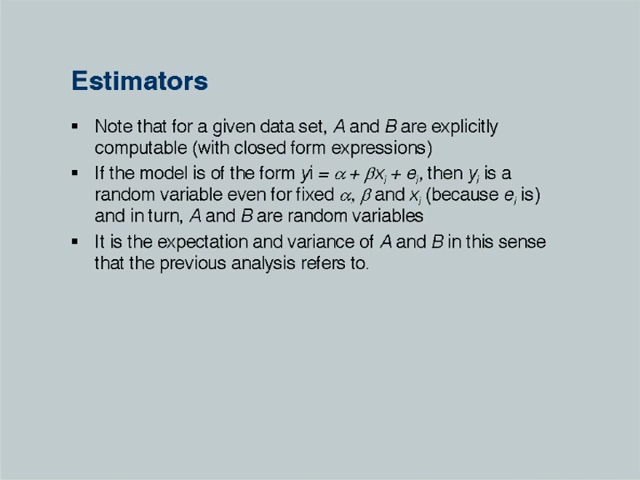 Estimators
▪ Note that for a given data set, A and B are explicitly
computable (with closed form expressions)
▪ If the model is of the form yi = α + βxᵢ + eᵢ, then yᵢ is a
random variable even for fixed α, β and xᵢ (because eᵢ is)
and in turn, A and B are random variables
▪ It is the expectation and variance of A and B in this sense
that the previous analysis refers to.